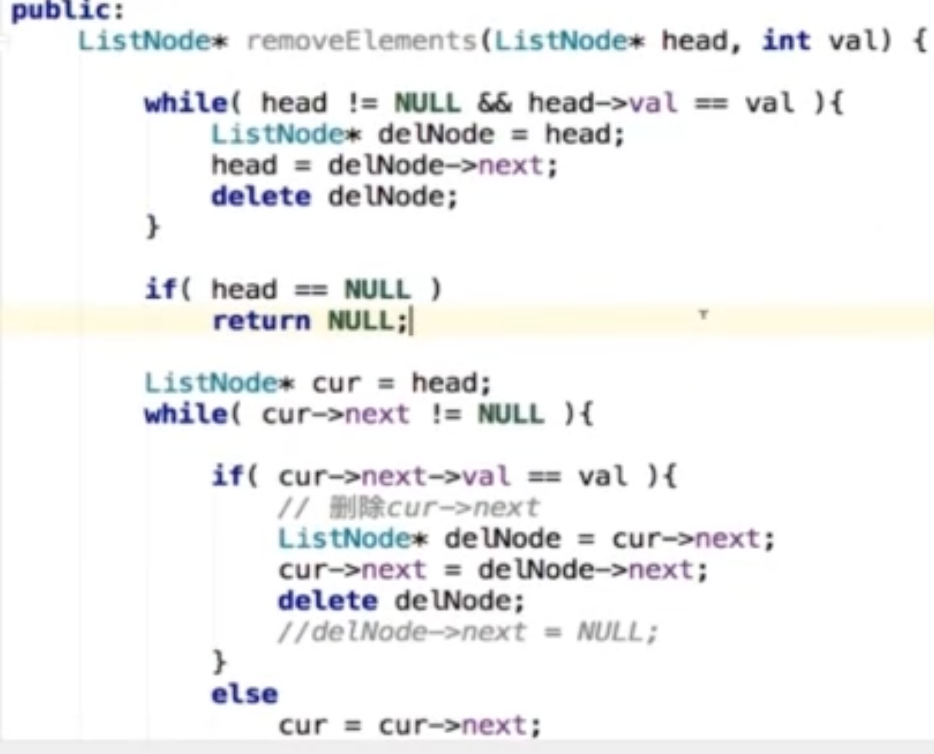 public:
ListNode* removeElements(ListNode* head, int val) {
while( head != NULL && head->val == val ){
ListNode* delNode = head;
head = delNode->next;
delete delNode;
}
if( head == NULL )
return NULL;
ListNode* cur = head;
while( cur->next != NULL ){
if( cur->next->val == val ){
// 删除cur->next
ListNode* delNode = cur->next;
cur->next = delNode->next;
delete delNode;
//delNode->next = NULL;
}
else
cur = cur->next;